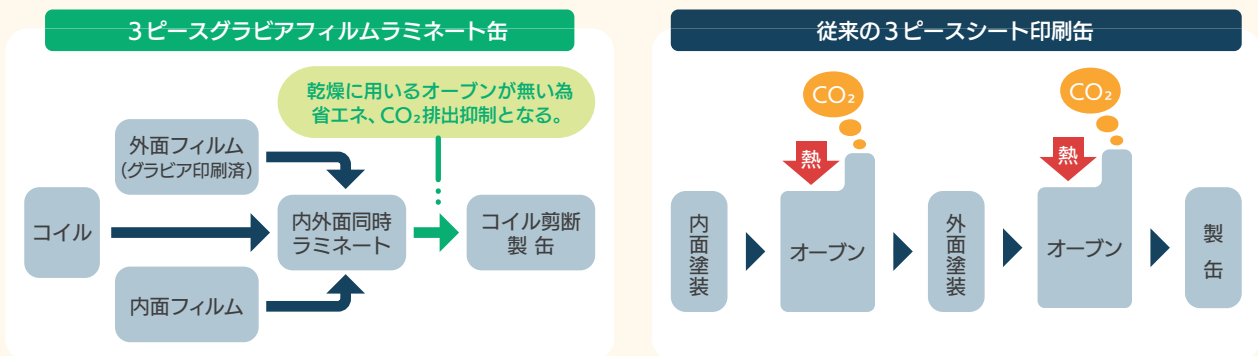 3ピースグラビアフィルムラミネート缶
乾燥に用いるオーブンが無い為
省エネ、CO₂排出抑制となる。
外面フィルム
(グラビア印刷済)
コイル
内外面同時
ラミネート
コイル剪断
製 缶
内面フィルム
従来の3ピースシート印刷缶
CO₂
熱
内面塗装
オーブン
外面塗装
CO₂
熱
オーブン
製缶